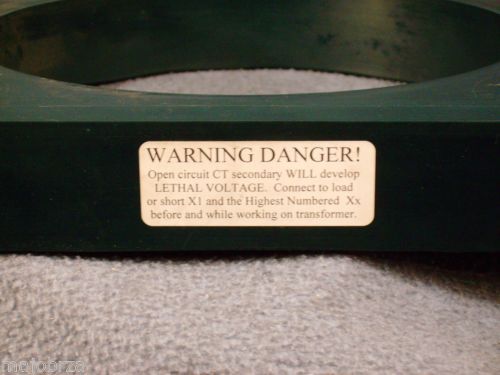 WARNING DANGER!
Open circuit CT secondary WILL develop
LETHAL VOLTAGE. Connect to load
or short X1 and the Highest Numbered Xx
before and while working on transformer.
mojoorza